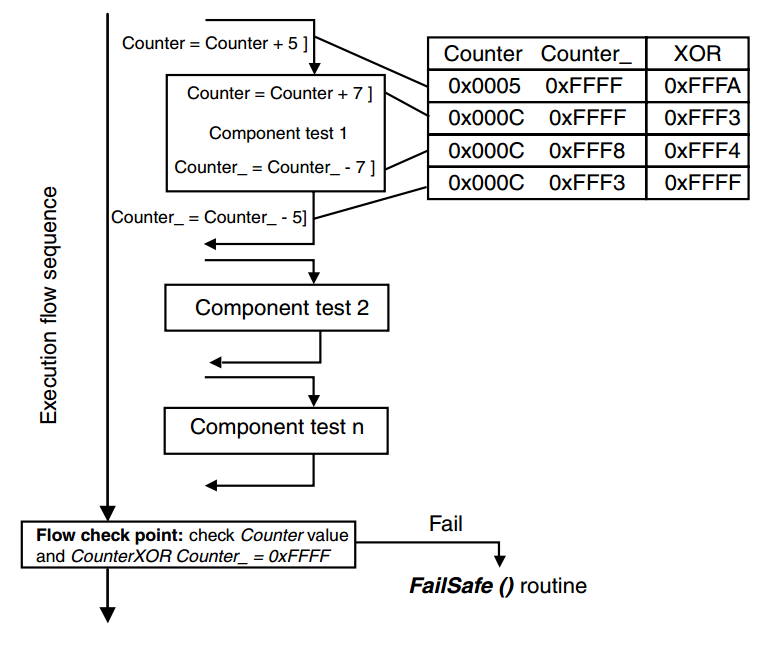 Counter = Counter + 5 ]
Counter = Counter + 7 ]
Component test 1
Counter_ = Counter_ - 7 ]
Counter_ = Counter_ - 5]
Counter Counter_ XOR
0x0005 0xFFFF 0xFFFA
0x000C 0xFFFF 0xFFF3
0x000C 0xFFF8 0xFFF4
0x000C 0xFFF3 0xFFFF
Execution flow sequence
Component test 2
Component test n
Flow check point: check Counter value
and CounterXOR Counter_ = 0xFFFF
Fail
FailSafe () routine